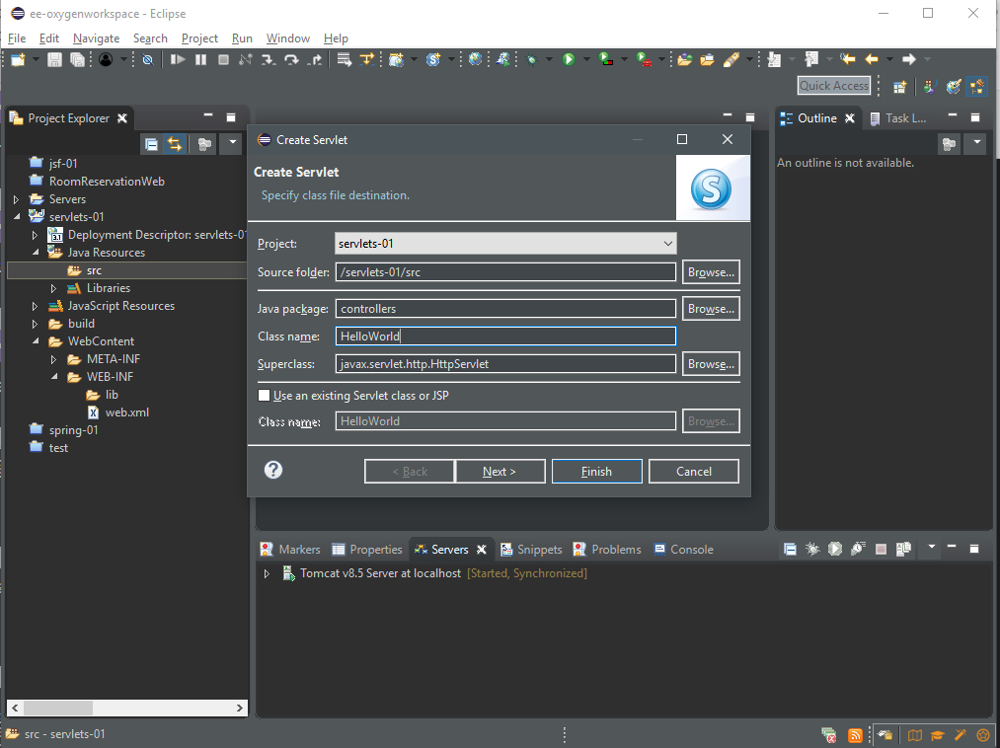 ee-oxygenworkspace - Eclipse
File Edit Navigate Search Project Run Window Help
Quick Access
Project Explorer
jsf-01
RoomReservationWeb
Servers
servlets-01
Deployment Descriptor: servlets-01
3.1
Java Resources
src
Libraries
JavaScript Resources
build
WebContent
META-INF
WEB-INF
lib
web.xml
spring-01
test
Create Servlet
Create Servlet
Specify class file destination.
Project: servlets-01
Source folder: /servlets-01/src Browse...
Java package: controllers Browse...
Class name: HelloWorld
Superclass: javax.servlet.http.HttpServlet Browse...
Use an existing Servlet class or JSP
Class name: HelloWorld Browse...
< Back Next > Finish Cancel
Outline Task L...
An outline is not available.
Markers Properties Servers Snippets Problems Console
Tomcat v8.5 Server at localhost [Started, Synchronized]
src - servlets-01